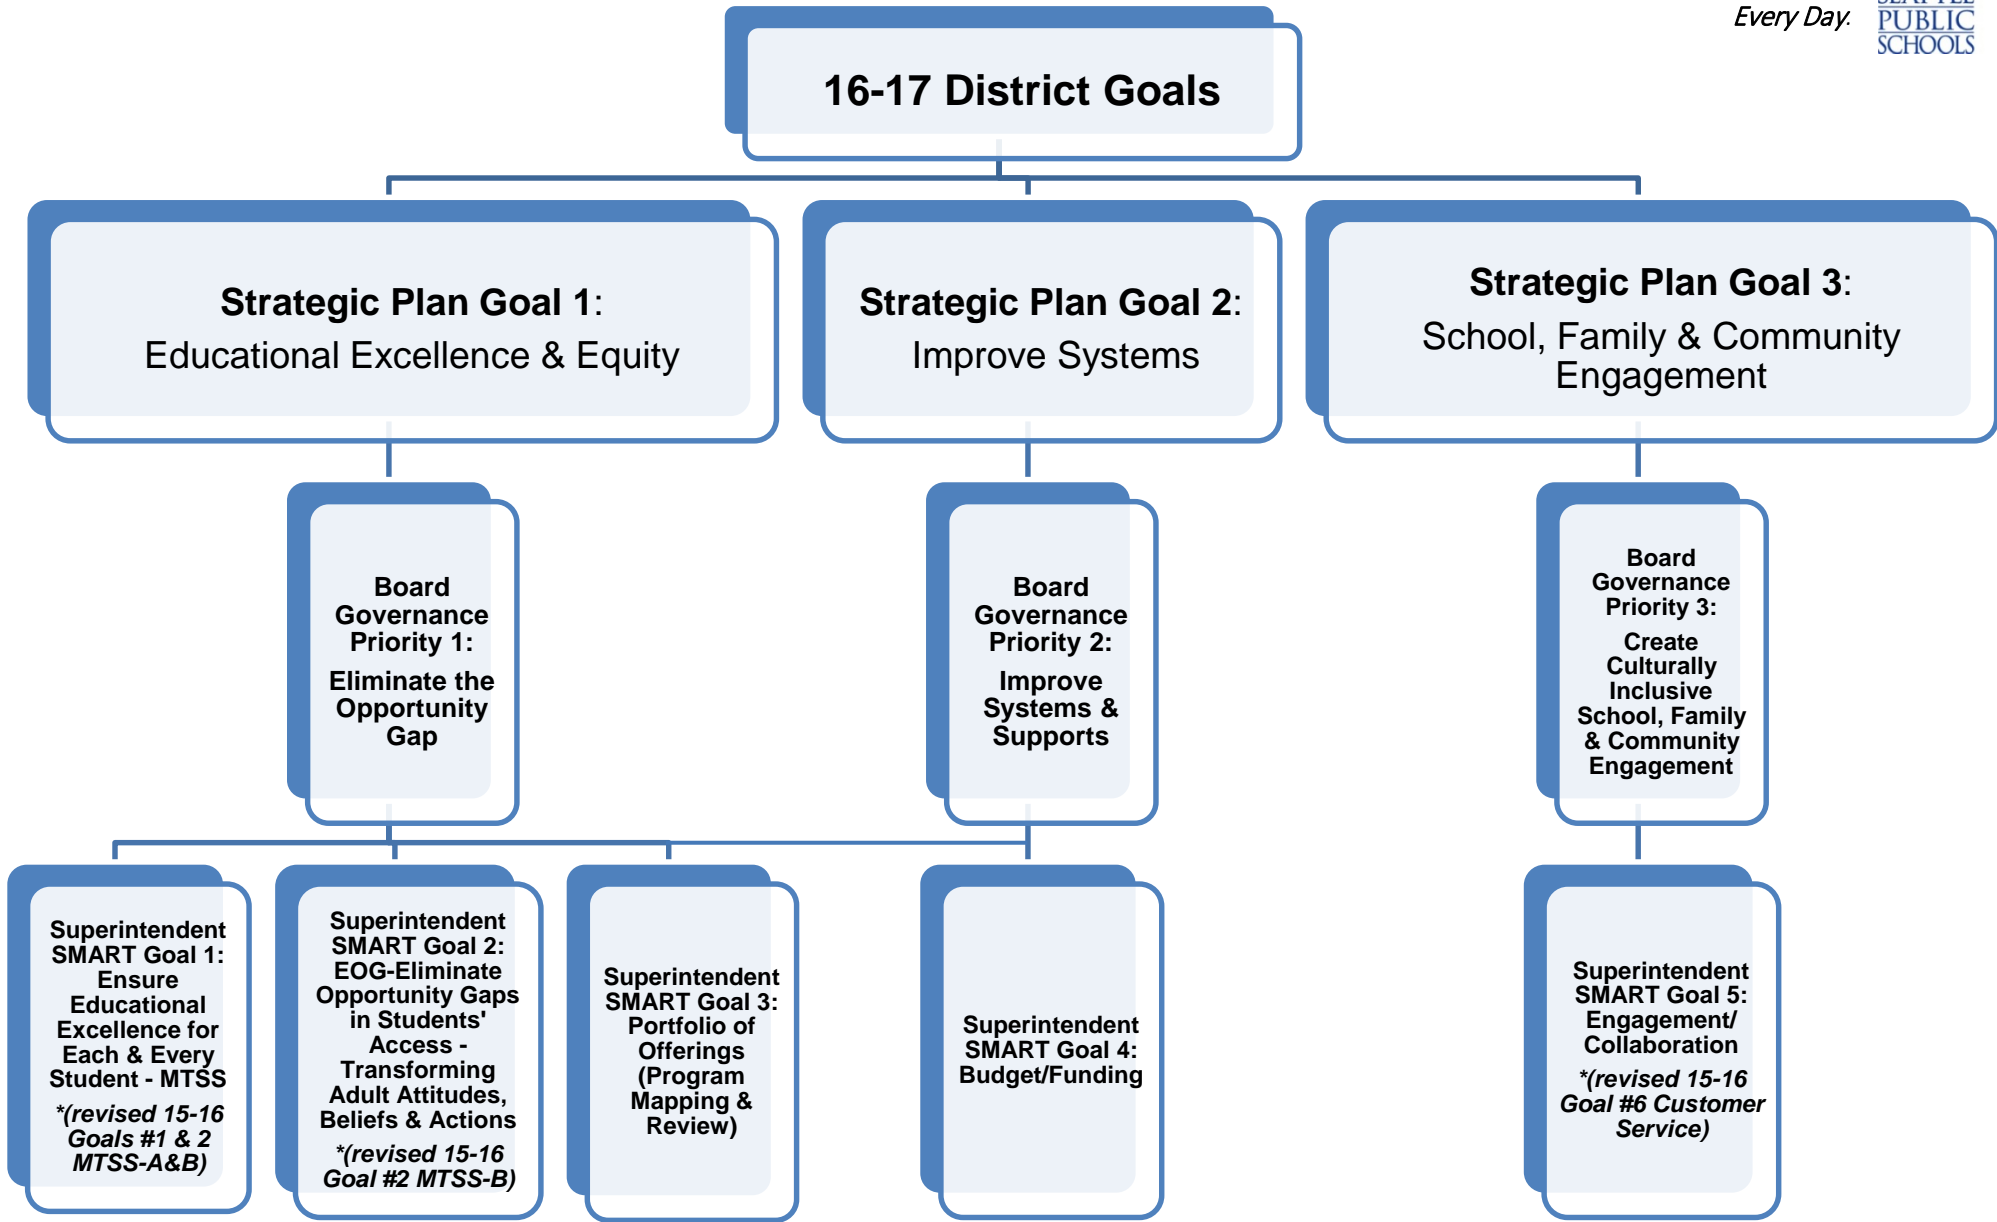 Every Day.
SEATTLE
PUBLIC
SCHOOLS
16-17 District Goals
Strategic Plan Goal 1:
Educational Excellence & Equity
Strategic Plan Goal 2:
Improve Systems
Strategic Plan Goal 3:
School, Family & Community
Engagement
Board
Governance
Priority 1:
Eliminate the
Opportunity
Gap
Board
Governance
Priority 2:
Improve
Systems &
Supports
Board
Governance
Priority 3:
Create
Culturally
Inclusive
School, Family
& Community
Engagement
Superintendent
SMART Goal 1:
Ensure
Educational
Excellence for
Each & Every
Student - MTSS
*(revised 15-16
Goals #1 & 2
MTSS-A&B)
Superintendent
SMART Goal 2:
EOG-Eliminate
Opportunity Gaps
in Students'
Access -
Transforming
Adult Attitudes,
Beliefs & Actions
*(revised 15-16
Goal #2 MTSS-B)
Superintendent
SMART Goal 3:
Portfolio of
Offerings
(Program
Mapping &
Review)
Superintendent
SMART Goal 4:
Budget/Funding
Superintendent
SMART Goal 5:
Engagement/
Collaboration
*(revised 15-16
Goal #6 Customer
Service)